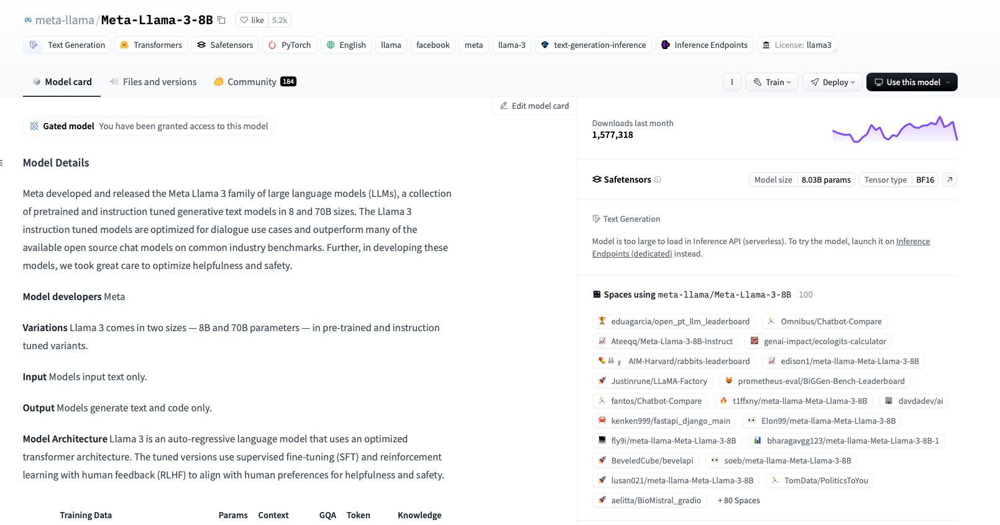 meta-llama/Meta-Llama-3-8B like 5.2k
Text Generation Transformers Safetensors PyTorch English llama facebook meta llama-3 text-generation-inference Inference Endpoints License: llama3
Model card Files and versions Community 184 Train Deploy Use this model
Edit model card
Gated model You have been granted access to this model
Model Details
Meta developed and released the Meta Llama 3 family of large language models (LLMs), a collection
of pretrained and instruction tuned generative text models in 8 and 70B sizes. The Llama 3
instruction tuned models are optimized for dialogue use cases and outperform many of the
available open source chat models on common industry benchmarks. Further, in developing these
models, we took great care to optimize helpfulness and safety.
Model developers Meta
Variations Llama 3 comes in two sizes — 8B and 70B parameters — in pre-trained and instruction
tuned variants.
Input Models input text only.
Output Models generate text and code only.
Model Architecture Llama 3 is an auto-regressive language model that uses an optimized
transformer architecture. The tuned versions use supervised fine-tuning (SFT) and reinforcement
learning with human feedback (RLHF) to align with human preferences for helpfulness and safety.
Training Data Params Context GQA Token Knowledge
Downloads last month
1,577,318
Safetensors Model size 8.03B params Tensor type BF16
Text Generation
Model is too large to load in Inference API (serverless). To try the model, launch it on Inference
Endpoints (dedicated) instead.
Spaces using meta-llama/Meta-Llama-3-8B 100
eduagarcia/open_pt_llm_leaderboard Omnibus/Chatbot-Compare
Ateeqq/Meta-Llama-3-8B-Instruct genai-impact/ecologits-calculator
AIM-Harvard/rabbits-leaderboard edison1/meta-llama-Meta-Llama-3-8B
Justinrune/LLaMA-Factory prometheus-eval/BiGGen-Bench-Leaderboard
fantos/Chatbot-Compare t1ffxny/meta-llama-Meta-Llama-3-8B davdadev/ai
kenken999/fastapi_django_main Elon99/meta-llama-Meta-Llama-3-8B
fly9i/meta-llama-Meta-Llama-3-8B bharagavgg123/meta-llama-Meta-Llama-3-8B-1
BeveledCube/bevelapi soeb/meta-llama-Meta-Llama-3-8B
lusan021/meta-llama-Meta-Llama-3-8B TomData/PoliticsToYou
aelitta/BioMistral_gradio + 80 Spaces